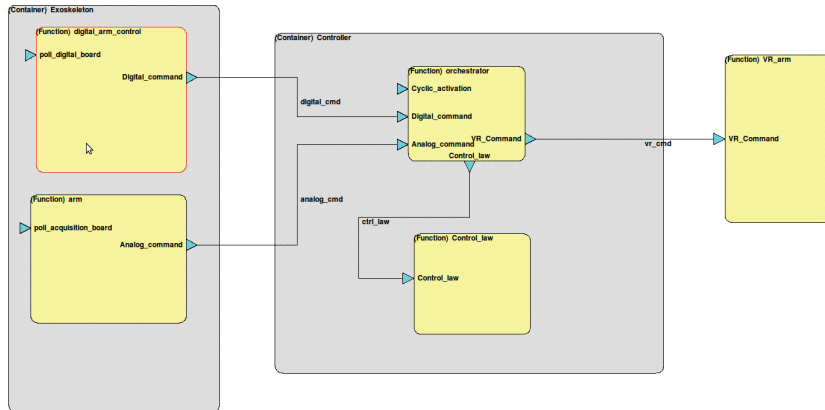 (Container) Exoskeleton
(Function) digital_arm_control
poll_digital_board
Digital_command
digital_cmd
(Function) arm
poll_acquisition_board
Analog_command
analog_cmd
(Container) Controller
(Function) orchestrator
Cyclic_activation
Digital_command
Analog_command
VR_Command
Control_law
ctrl_law
(Function) Control_law
Control_law
vr_cmd
(Function) VR_arm
VR_Command